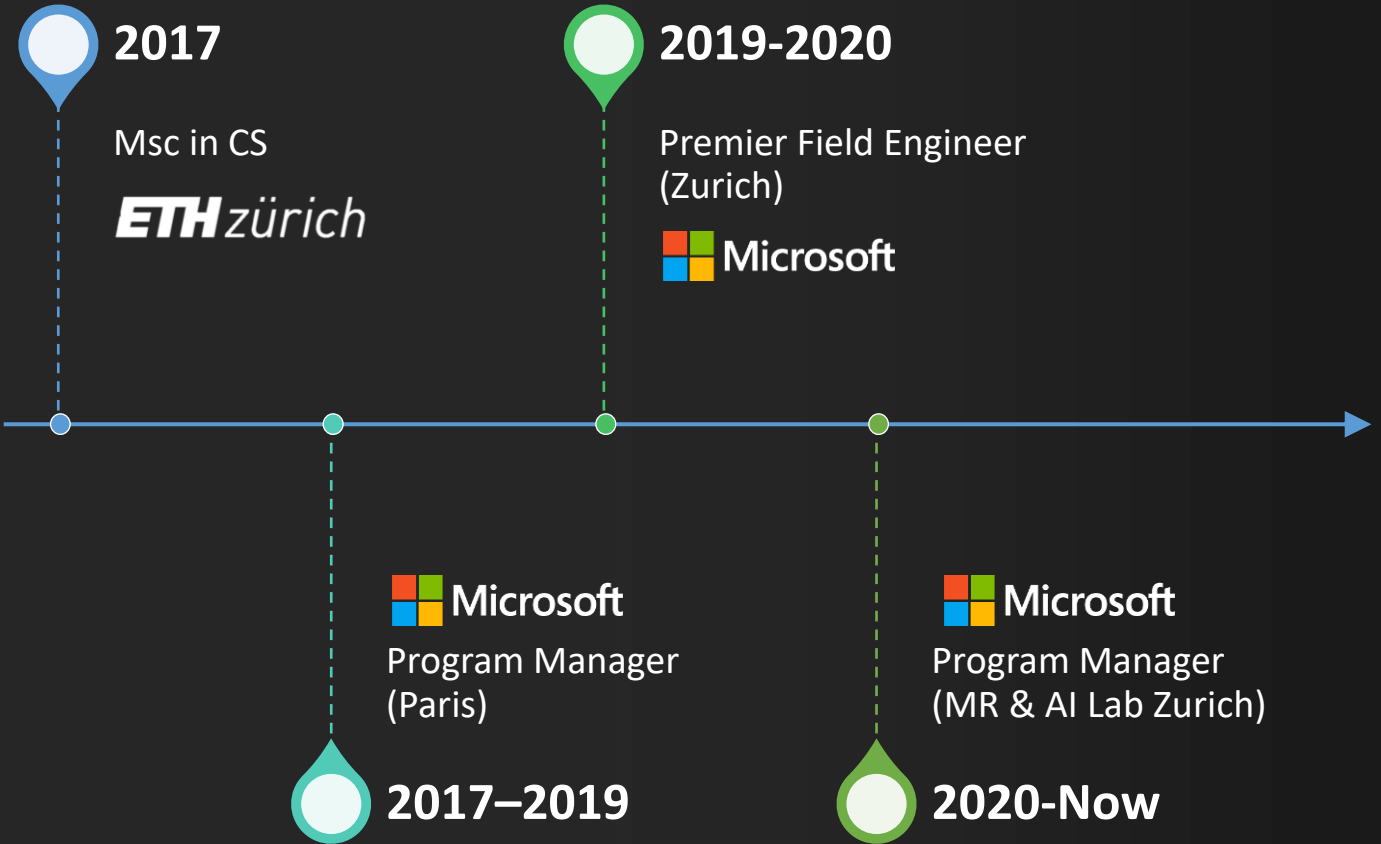 2017
Msc in CS
ETH zürich
2019-2020
Premier Field Engineer
(Zurich)
Microsoft
Microsoft
Program Manager
(Paris)
2017–2019
Microsoft
Program Manager
(MR & AI Lab Zurich)
2020-Now